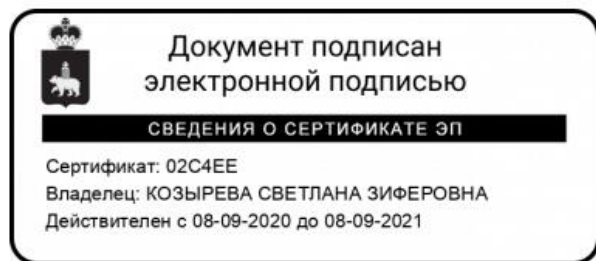 Документ подписан
электронной подписью
СВЕДЕНИЯ О СЕРТИФИКАТЕ ЭП
Сертификат: 02C4EE
Владелец: КОЗЫРЕВА СВЕТЛАНА ЗИФЕРОВНА
Действителен с 08-09-2020 до 08-09-2021